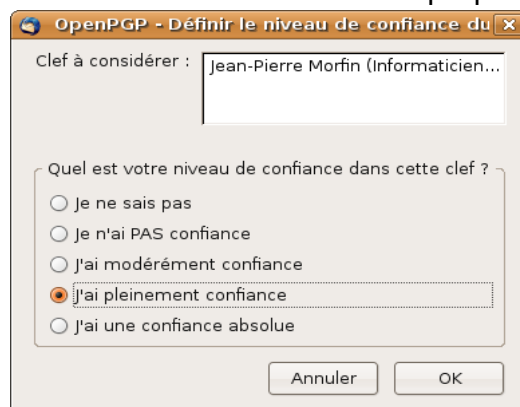 OpenPGP - Définir le niveau de confiance du
Clef à considérer :
Jean-Pierre Morfin (Informaticien...
Quel est votre niveau de confiance dans cette clef ?
Je ne sais pas
Je n'ai PAS confiance
J'ai modérément confiance
J'ai pleinement confiance
J'ai une confiance absolue
Annuler
OK